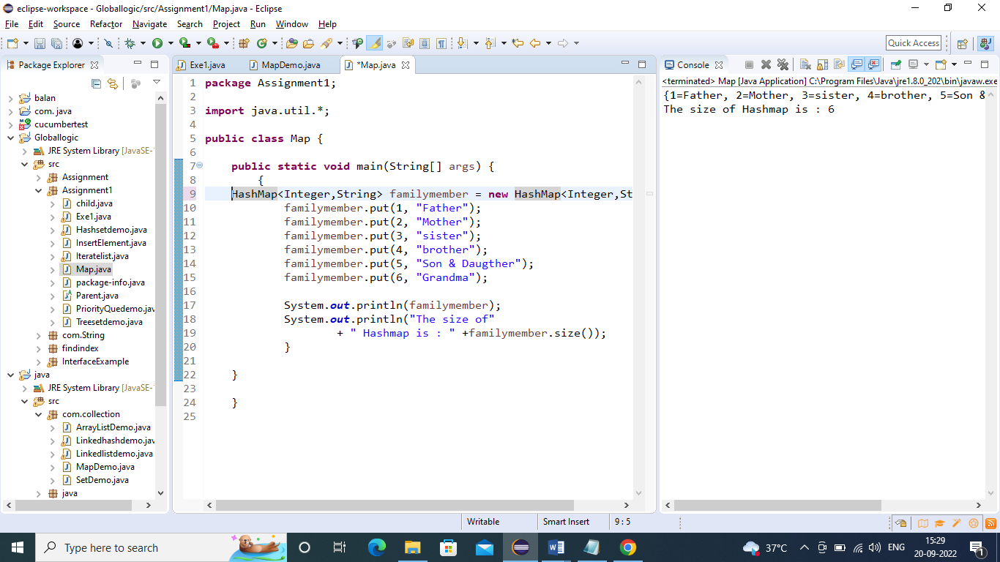 eclipse-workspace - Globallogic/src/Assignment1/Map.java - Eclipse
File Edit Source Refactor Navigate Search Project Run Window Help
Quick Access
Package Explorer
balan
com. java
cucumbertest
Globallogic
JRE System Library [JavaSE-1
src
Assignment
Assignment1
child.java
Exe1.java
Hashsetdemo.java
InsertElement.java
Iteratelist.java
Map.java
package-info.java
Parent.java
PriorityQuedemo.jav
Treesetdemo.java
com.String
findindex
InterfaceExample
java
JRE System Library [JavaSE-1
src
com.collection
ArrayListDemo.java
Linkedhashdemo.jav
Linkedlistdemo.java
MapDemo.java
SetDemo.java
java
Exe1.java MapDemo.java *Map.java
1 package Assignment1;
2
3 import java.util.*;
4
5 public class Map {
6
7 public static void main(String[] args) {
8 {
9 HashMap<Integer,String> familymember = new HashMap<Integer,St
10 familymember.put(1, "Father");
11 familymember.put(2, "Mother");
12 familymember.put(3, "sister");
13 familymember.put(4, "brother");
14 familymember.put(5, "Son & Daugther");
15 familymember.put(6, "Grandma");
16
17 System.out.println(familymember);
18 System.out.println("The size of"
19 + " Hashmap is : " +familymember.size());
20 }
21
22 }
23
24 }
25
Console
<terminated> Map [Java Application] C:\Program Files\Java\jre1.8.0_202\bin\javaw.exe
{1=Father, 2=Mother, 3=sister, 4=brother, 5=Son &
The size of Hashmap is : 6
Writable Smart Insert 9 : 5
Type here to search
37°C ENG 15:29
20-09-2022
1